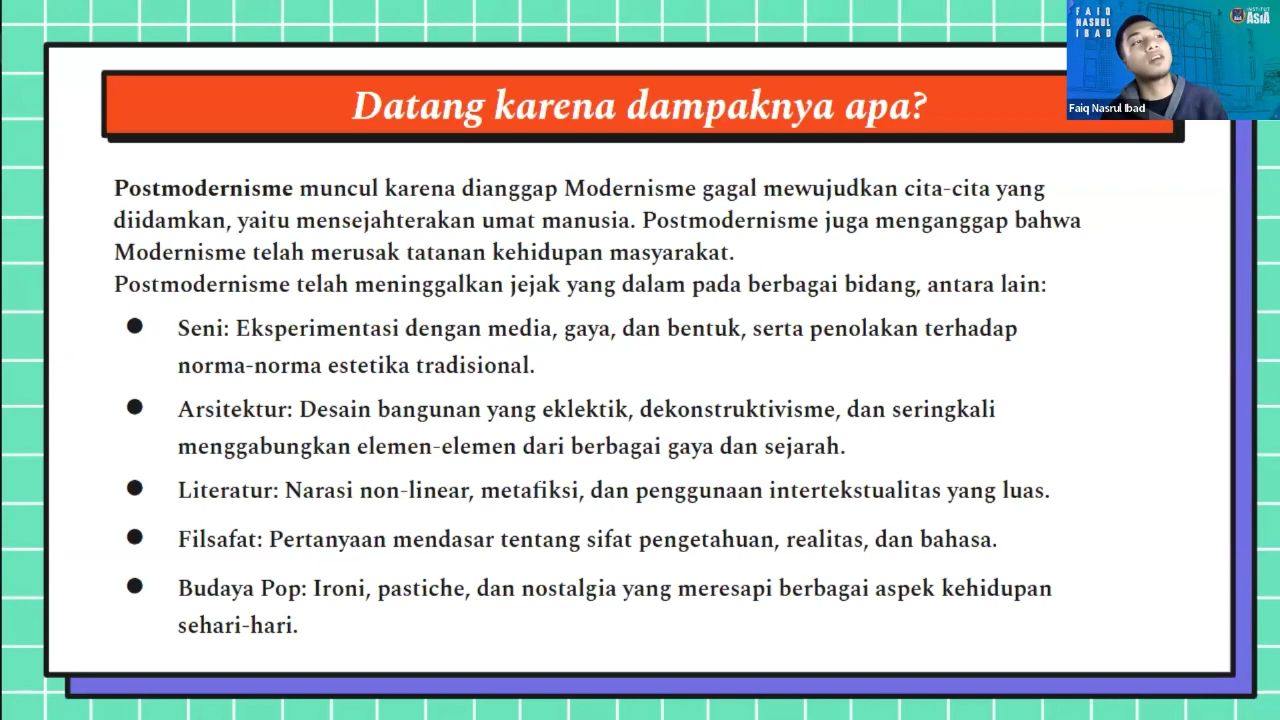 FAIQ
NASRUL
IBAD
INSTITUT
ASIA
Faiq Nasrul Ibad
Datang karena dampaknya apa?
Postmodernisme muncul karena dianggap Modernisme gagal mewujudkan cita-cita yang
diidamkan, yaitu mensejahterakan umat manusia. Postmodernisme juga menganggap bahwa
Modernisme telah merusak tatanan kehidupan masyarakat.
Postmodernisme telah meninggalkan jejak yang dalam pada berbagai bidang, antara lain:
● Seni: Eksperimentasi dengan media, gaya, dan bentuk, serta penolakan terhadap
norma-norma estetika tradisional.
● Arsitektur: Desain bangunan yang eklektik, dekonstruktivisme, dan seringkali
menggabungkan elemen-elemen dari berbagai gaya dan sejarah.
● Literatur: Narasi non-linear, metafiksi, dan penggunaan intertekstualitas yang luas.
● Filsafat: Pertanyaan mendasar tentang sifat pengetahuan, realitas, dan bahasa.
● Budaya Pop: Ironi, pastiche, dan nostalgia yang meresapi berbagai aspek kehidupan
sehari-hari.